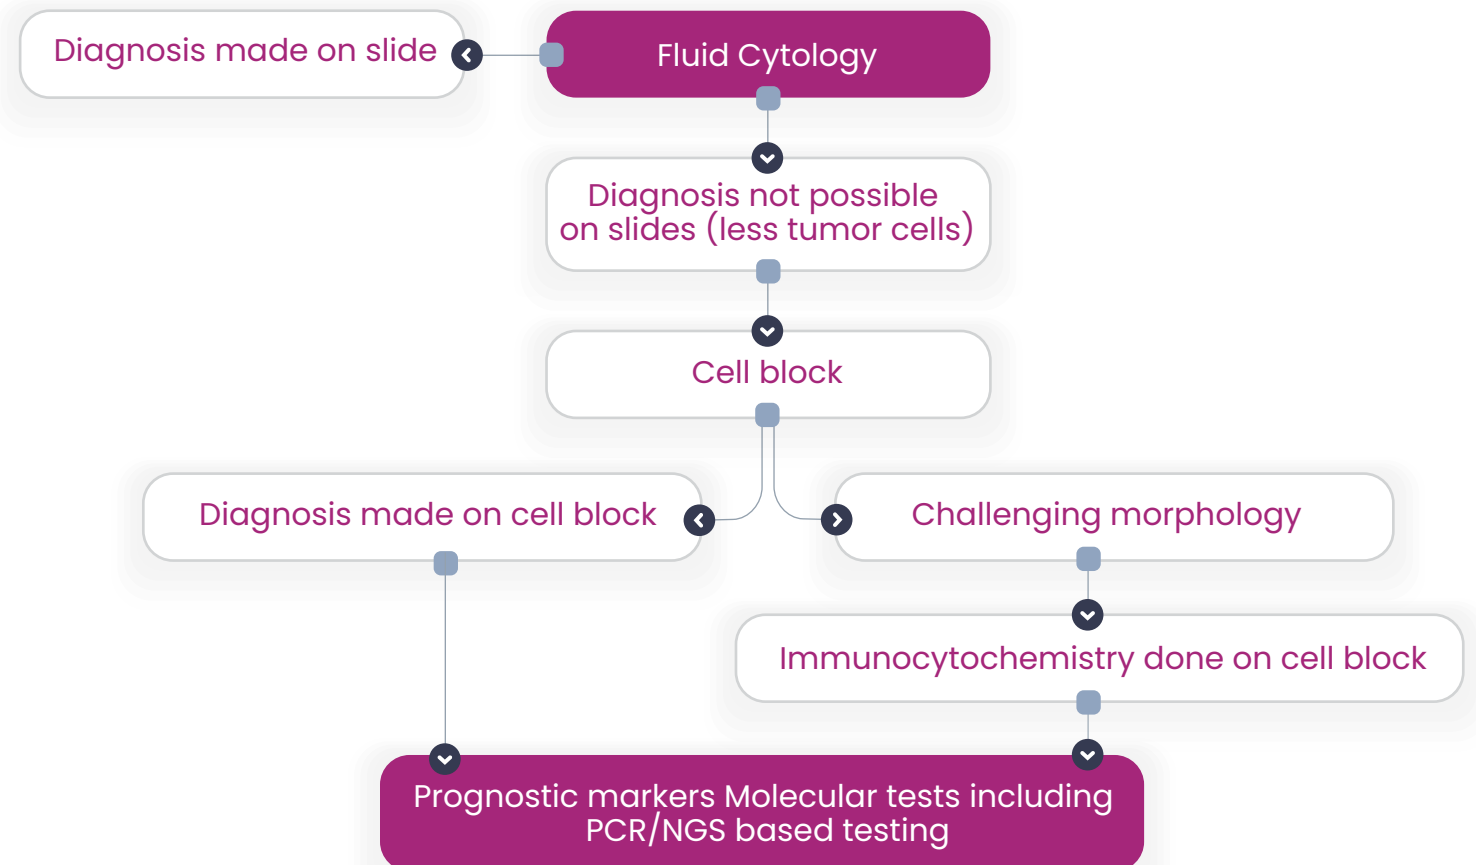 Diagnosis made on slide
Fluid Cytology
Diagnosis not possible
on slides (less tumor cells)
Cell block
Diagnosis made on cell block
Challenging morphology
Immunocytochemistry done on cell block
Prognostic markers Molecular tests including
PCR/NGS based testing